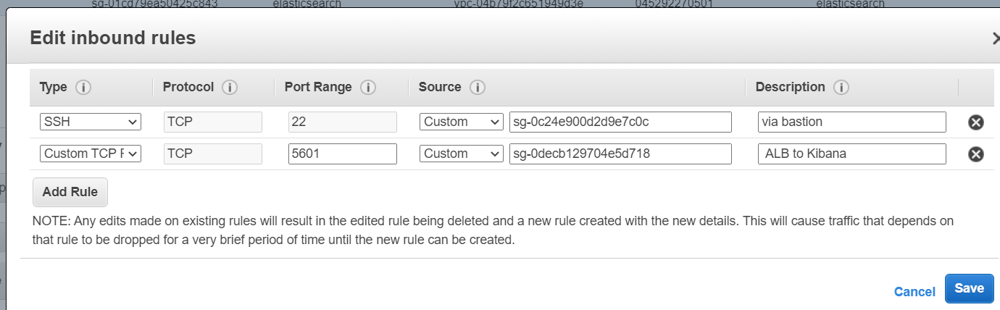 sg-01cd79ea50425c843 elasticsearch vpc-04b79f2c651949d3e 045292270501 elasticsearch
Edit inbound rules
Type Protocol Port Range Source Description
SSH TCP 22 Custom sg-0c24e900d2d9e7c0c via bastion
Custom TCP F TCP 5601 Custom sg-0decb129704e5d718 ALB to Kibana
Add Rule
NOTE: Any edits made on existing rules will result in the edited rule being deleted and a new rule created with the new details. This will cause traffic that depends on
that rule to be dropped for a very brief period of time until the new rule can be created.
Cancel Save